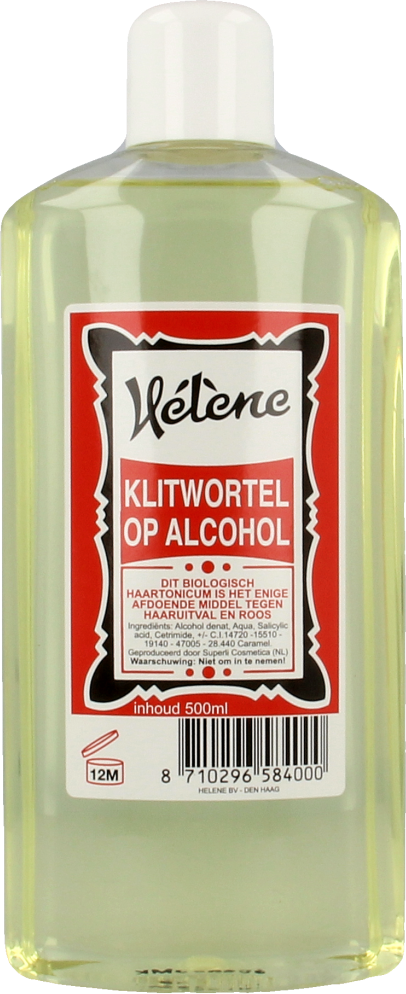 Hélène
KLITWORTEL
OP ALCOHOL
DIT BIOLOGISCH
HAARTONICUM IS HET ENIGE
AFDOENDE MIDDEL TEGEN
HAARUITVAL EN ROOS
Ingrediënts: Alcohol denat, Aqua, Salicylic
acid, Cetrimide, +/- C.I.14720 -15510 -
19140 - 47005 - 28.440 Caramel.
Geproduceerd door Superli Cosmetica (NL)
Waarschuwing: Niet om in te nemen!
inhoud 500ml
12M
8 710296 584000
HELENE BV - DEN HAAG